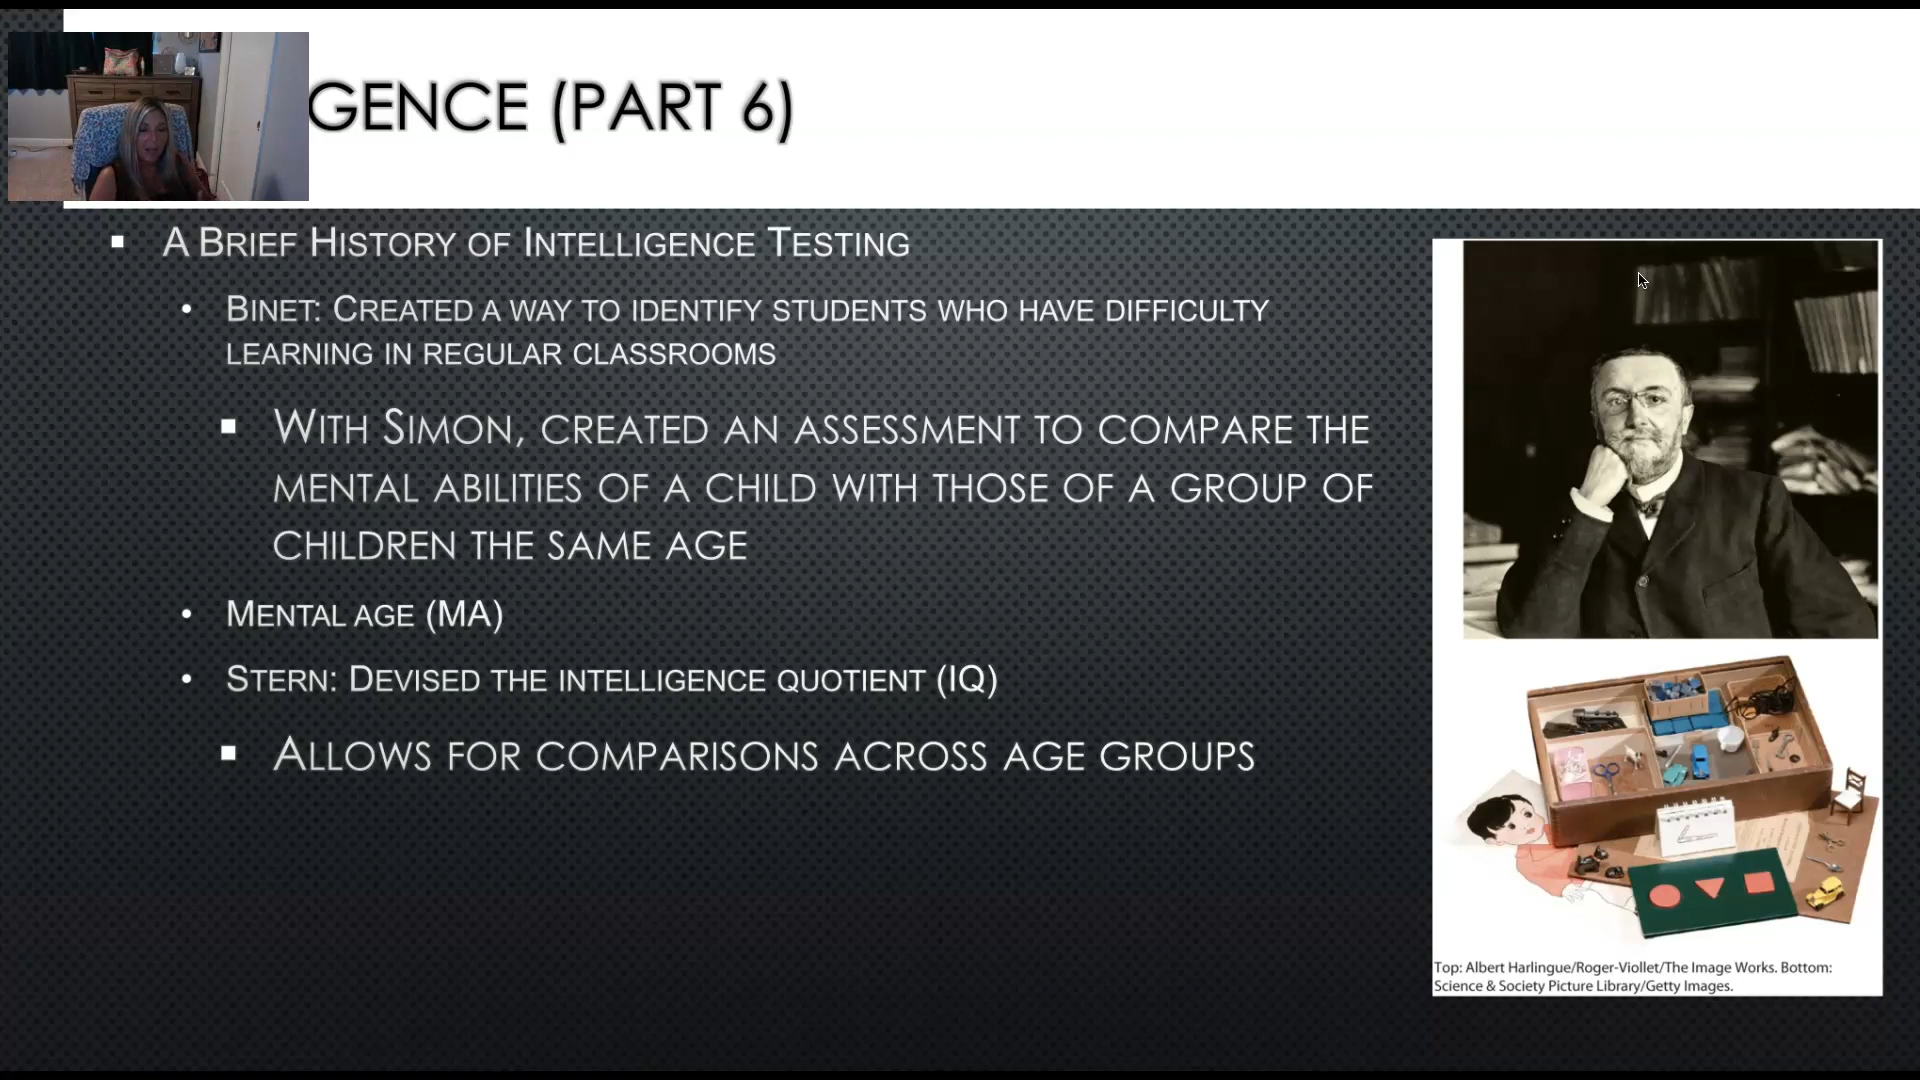 GENCE (PART 6)
A BRIEF HISTORY OF INTELLIGENCE TESTING
BINET: CREATED A WAY TO IDENTIFY STUDENTS WHO HAVE DIFFICULTY
LEARNING IN REGULAR CLASSROOMS
WITH SIMON, CREATED AN ASSESSMENT TO COMPARE THE
MENTAL ABILITIES OF A CHILD WITH THOSE OF A GROUP OF
CHILDREN THE SAME AGE
MENTAL AGE (MA)
STERN: DEVISED THE INTELLIGENCE QUOTIENT (IQ)
ALLOWS FOR COMPARISONS ACROSS AGE GROUPS
Top: Albert Harlingue/Roger-Viollet/The Image Works. Bottom:
Science & Society Picture Library/Getty Images.